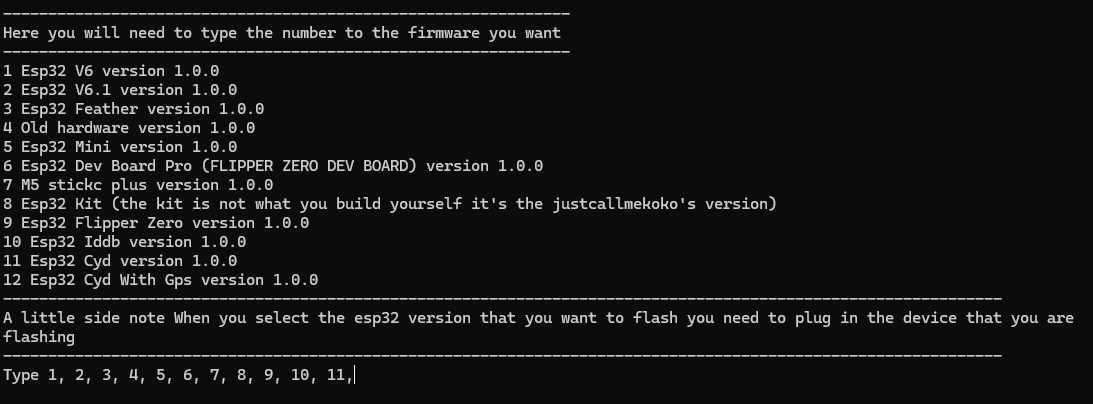 ---------------------------------------------------------------
Here you will need to type the number to the firmware you want
---------------------------------------------------------------
1 Esp32 V6 version 1.0.0
2 Esp32 V6.1 version 1.0.0
3 Esp32 Feather version 1.0.0
4 Old hardware version 1.0.0
5 Esp32 Mini version 1.0.0
6 Esp32 Dev Board Pro (FLIPPER ZERO DEV BOARD) version 1.0.0
7 M5 stickc plus version 1.0.0
8 Esp32 Kit (the kit is not what you build yourself it's the justcallmekoko's version)
9 Esp32 Flipper Zero version 1.0.0
10 Esp32 Iddb version 1.0.0
11 Esp32 Cyd version 1.0.0
12 Esp32 Cyd With Gps version 1.0.0
---------------------------------------------------------------------------------------------------------------
A little side note When you select the esp32 version that you want to flash you need to plug in the device that you are
flashing
---------------------------------------------------------------------------------------------------------------
Type 1, 2, 3, 4, 5, 6, 7, 8, 9, 10, 11,